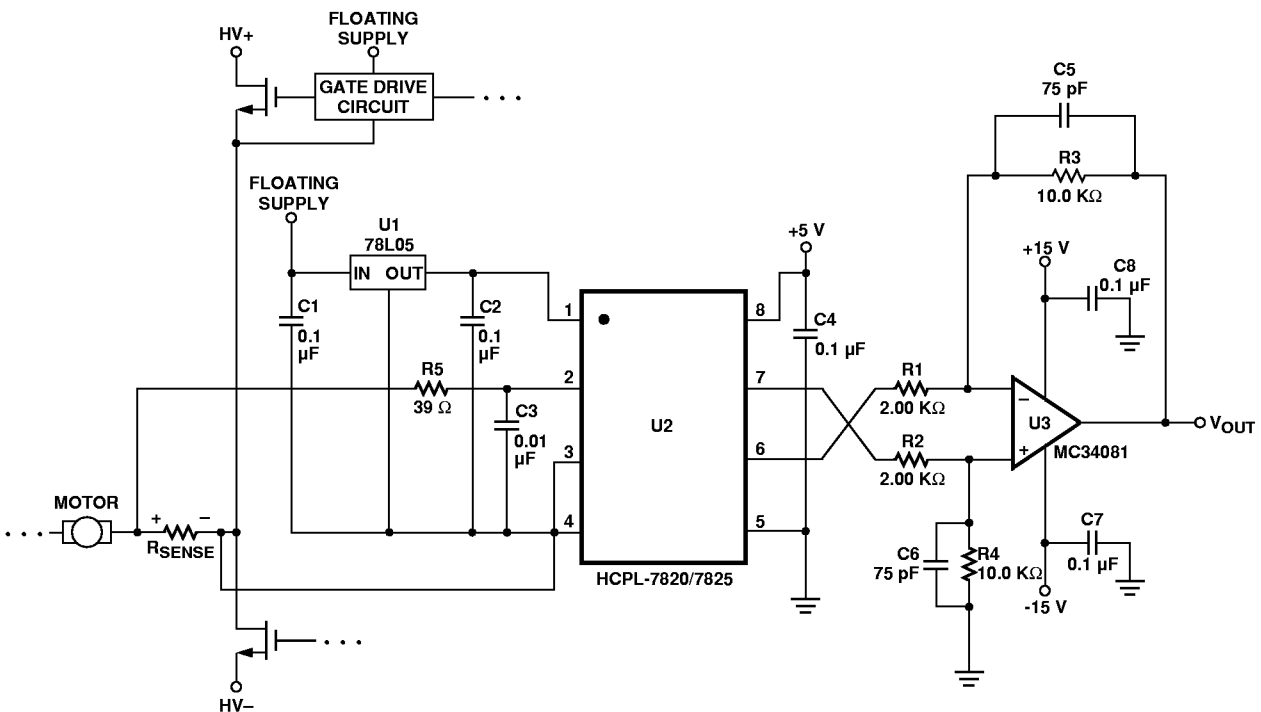 FLOATING
SUPPLY
HV+
GATE DRIVE
CIRCUIT
. . .
C5
75 pF
R3
10.0 KΩ
FLOATING
SUPPLY
U1
78L05
IN OUT
+5 V
+15 V
C8
0.1 µF
C1
0.1
µF
C2
0.1
µF
1
8
C4
0.1 µF
R5
39 Ω
2
7
R1
2.00 KΩ
C3
0.01
µF
U2
−
U3
+
VOUT
MC34081
3
6
R2
2.00 KΩ
MOTOR
. . .
+ −
RSENSE
4
5
HCPL-7820/7825
C6
75 pF
R4
10.0 KΩ
C7
0.1 µF
-15 V
. . .
HV−